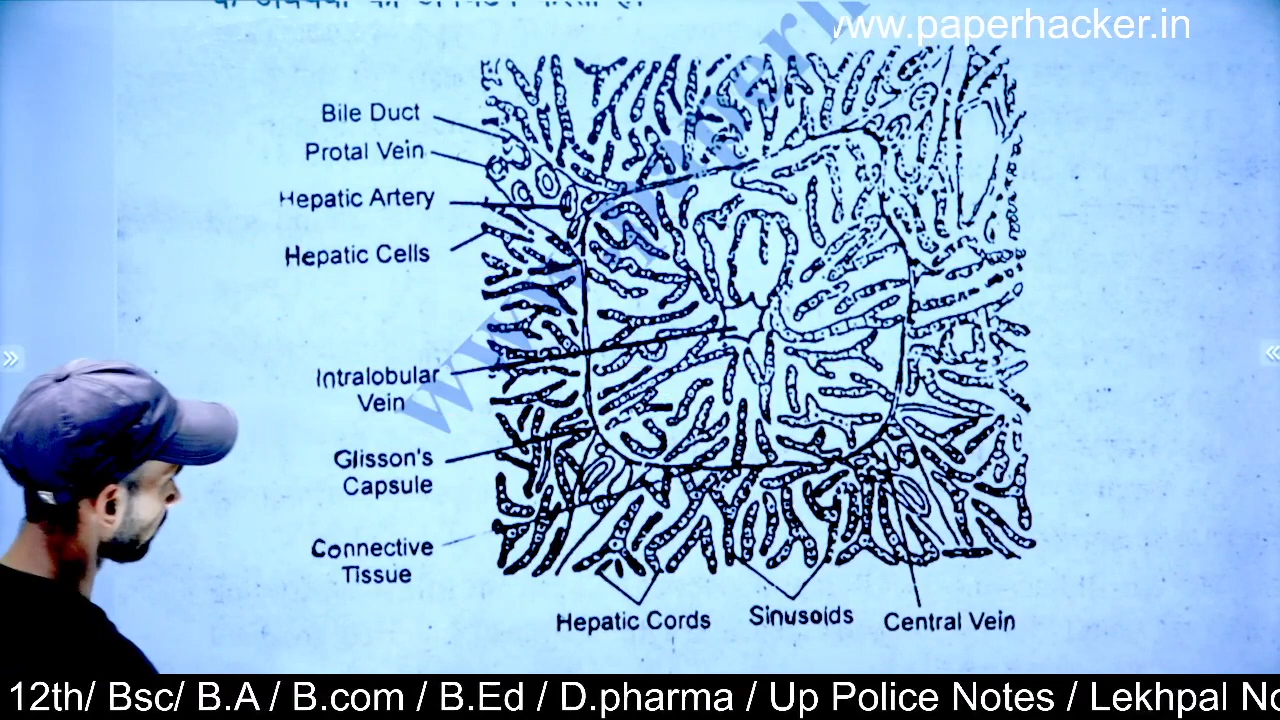 www.paperhacker.in
Bile Duct
Protal Vein
Hepatic Artery
Hepatic Cells
Intralobular
Vein
Glisson's
Capsule
Connective
Tissue
Hepatic Cords
Sinusoids
Central Vein
12th/ Bsc/ B.A / B.com / B.Ed / D.pharma / Up Police Notes / Lekhpal